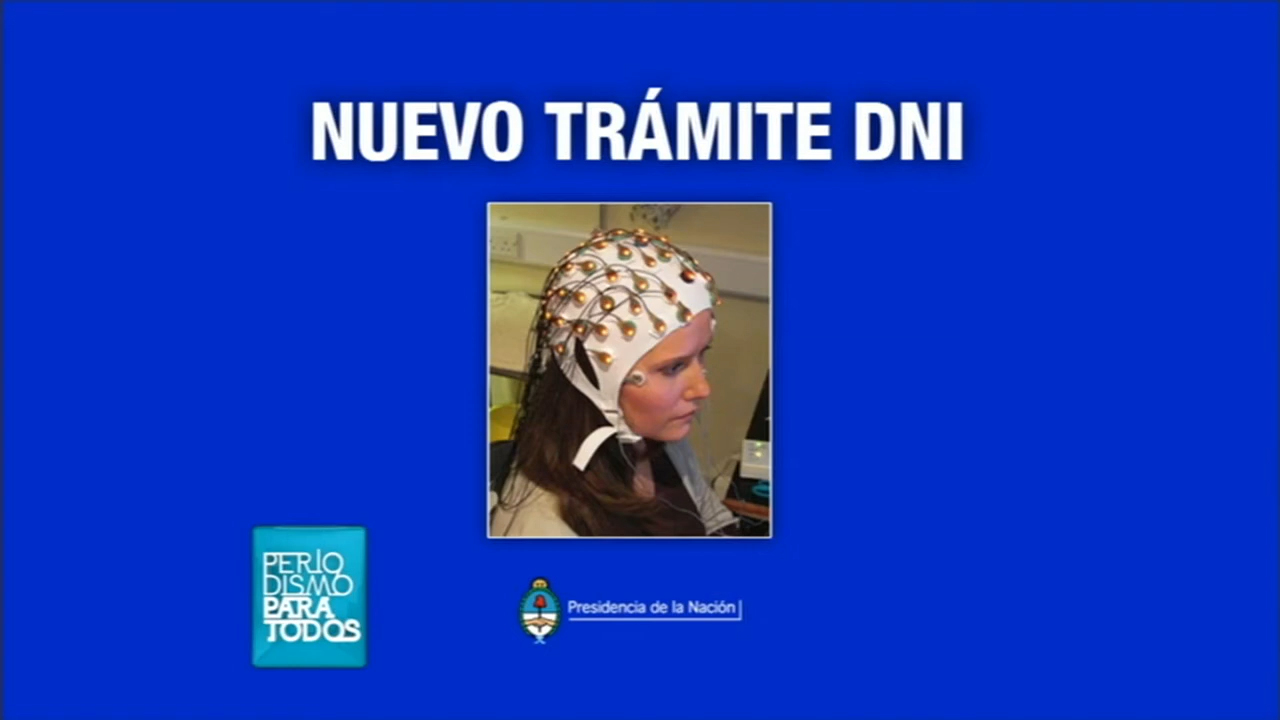 NUEVO TRÁMITE DNI
PERIO
DISMO
PARA
TODOS
Presidencia de la Nación